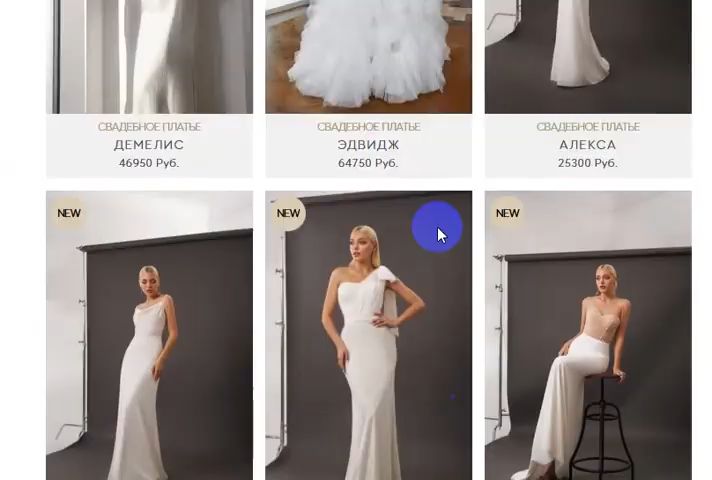 СВАДЕБНОЕ ПЛАТЬЕ
ДЕМЕЛИС
46950 Руб.
СВАДЕБНОЕ ПЛАТЬЕ
ЭДВИДЖ
64750 Руб.
СВАДЕБНОЕ ПЛАТЬЕ
АЛЕКСА
25300 Руб.
NEW
NEW
NEW